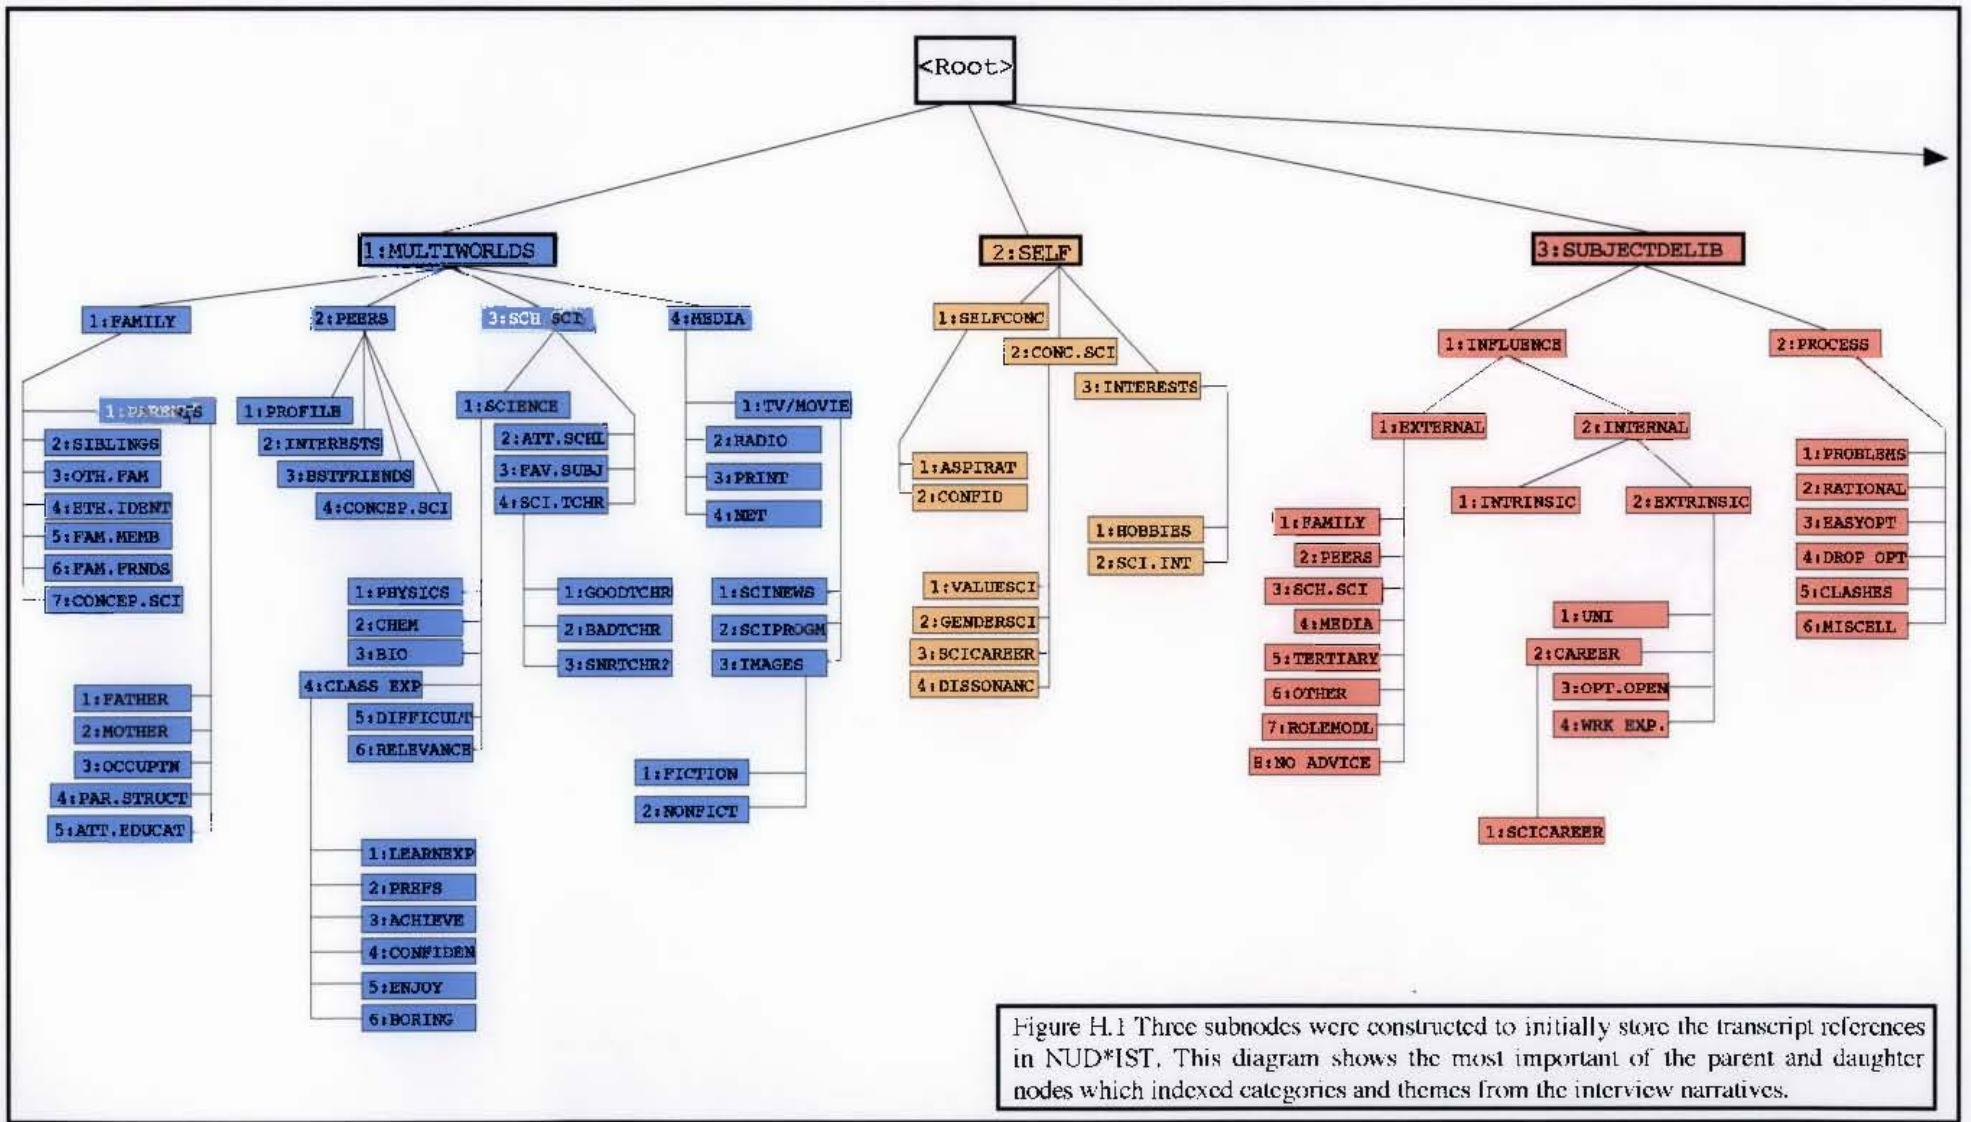 <Root>
1:MULTIWORLDS
2:SELF
3:SUBJECTDELIB
1:FAMILY
2:PEERS
3:SCH SCI
4:MEDIA
1:PARENTS
2:SIBLINGS
3:OTH.FAM
4:ETH.IDENT
5:FAM.MEMB
6:FAM.FRNDS
7:CONCEP.SCI
1:FATHER
2:MOTHER
3:OCCUPTN
4:PAR.STRUCT
5:ATT.EDUCAT
1:PROFILE
2:INTERESTS
3:BSTFRIENDS
4:CONCEP.SCI
1:SCIENCE
2:ATT.SCHL
3:FAV.SUBJ
4:SCI.TCHR
1:PHYSICS
2:CHEM
3:BIO
4:CLASS EXP
5:DIFFICULT
6:RELEVANCE
1:LEARNEXP
2:PREFS
3:ACHIEVE
4:CONFIDEN
5:ENJOY
6:BORING
1:GOODTCHR
2:BADTCHR
3:SNRTCHR?
1:TV/MOVIE
2:RADIO
3:PRINT
4:NET
1:SCINEWS
2:SCIPROGM
3:IMAGES
1:FICTION
2:NONFICT
1:SELFCONC
2:CONC.SCI
3:INTERESTS
1:ASPIRAT
2:CONFID
1:HOBBIES
2:SCI.INT
1:VALUESCI
2:GENDERSCI
3:SCICAREER
4:DISSONANC
1:INFLUENCE
2:PROCESS
1:EXTERNAL
2:INTERNAL
1:FAMILY
2:PEERS
3:SCH.SCI
4:MEDIA
5:TERTIARY
6:OTHER
7:ROLEMODL
8:NO ADVICE
1:INTRINSIC
2:EXTRINSIC
1:UNI
2:CAREER
3:OPT.OPEN
4:WRK EXP.
1:SCICAREER
1:PROBLEMS
2:RATIONAL
3:EASYOPT
4:DROP OPT
5:CLASHES
6:MISCELL
Figure H.1 Three subnodes were constructed to initially store the transcript references
in NUD*IST. This diagram shows the most important of the parent and daughter
nodes which indexed categories and themes from the interview narratives.